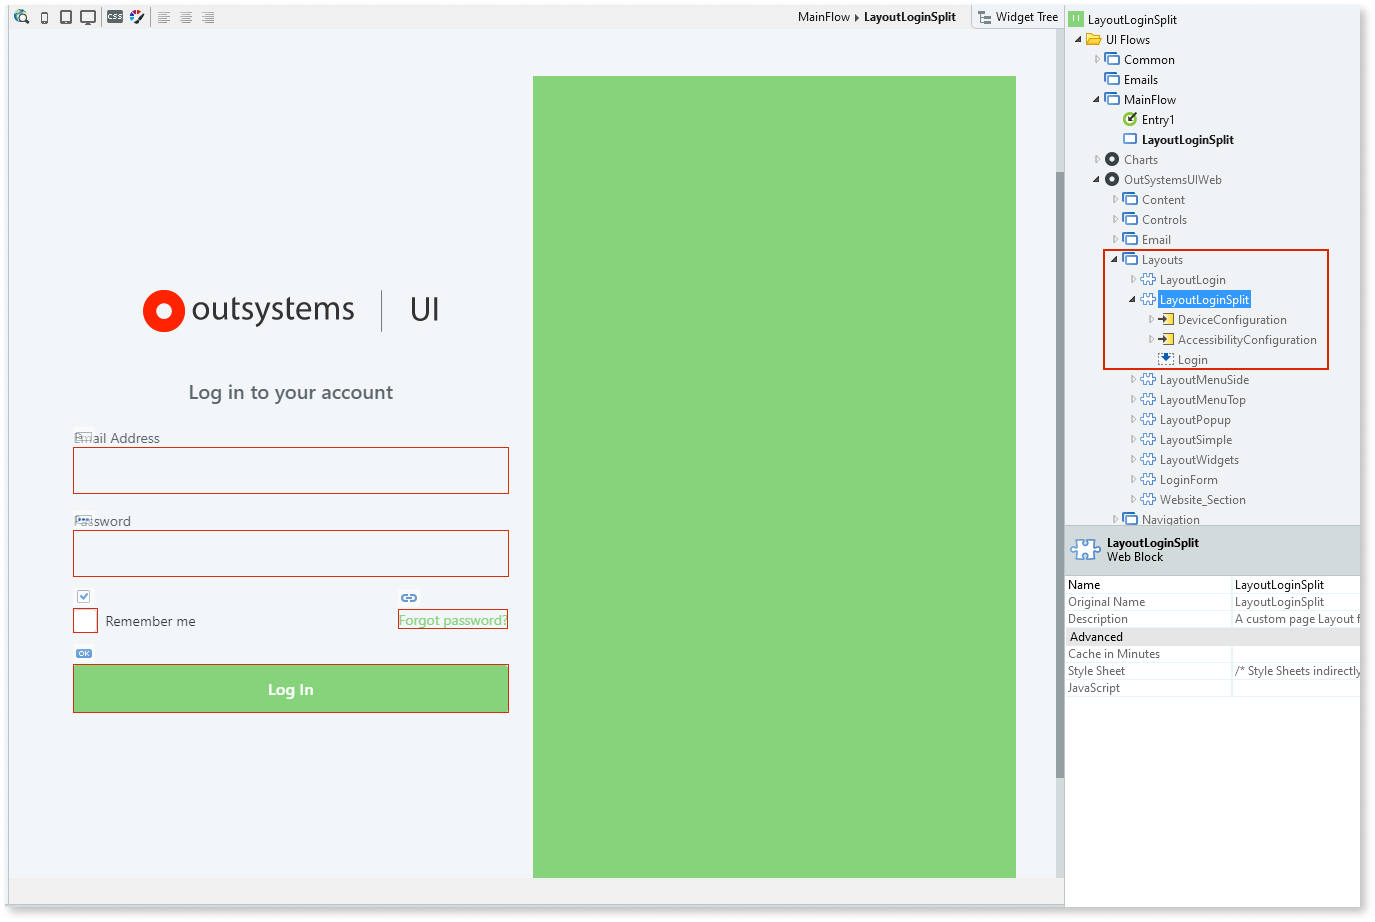 CSS
MainFlow ▸ LayoutLoginSplit
Widget Tree
outsystems | UI
Log in to your account
Email Address
Password
Remember me
Forgot password?
OK
Log In
LayoutLoginSplit
UI Flows
Common
Emails
MainFlow
Entry1
LayoutLoginSplit
Charts
OutSystemsUIWeb
Content
Controls
Email
Layouts
LayoutLogin
LayoutLoginSplit
DeviceConfiguration
AccessibilityConfiguration
Login
LayoutMenuSide
LayoutMenuTop
LayoutPopup
LayoutSimple
LayoutWidgets
LoginForm
Website_Section
Navigation
LayoutLoginSplit
Web Block
Name LayoutLoginSplit
Original Name LayoutLoginSplit
Description A custom page Layout f
Advanced
Cache in Minutes
Style Sheet /* Style Sheets indirectly
JavaScript